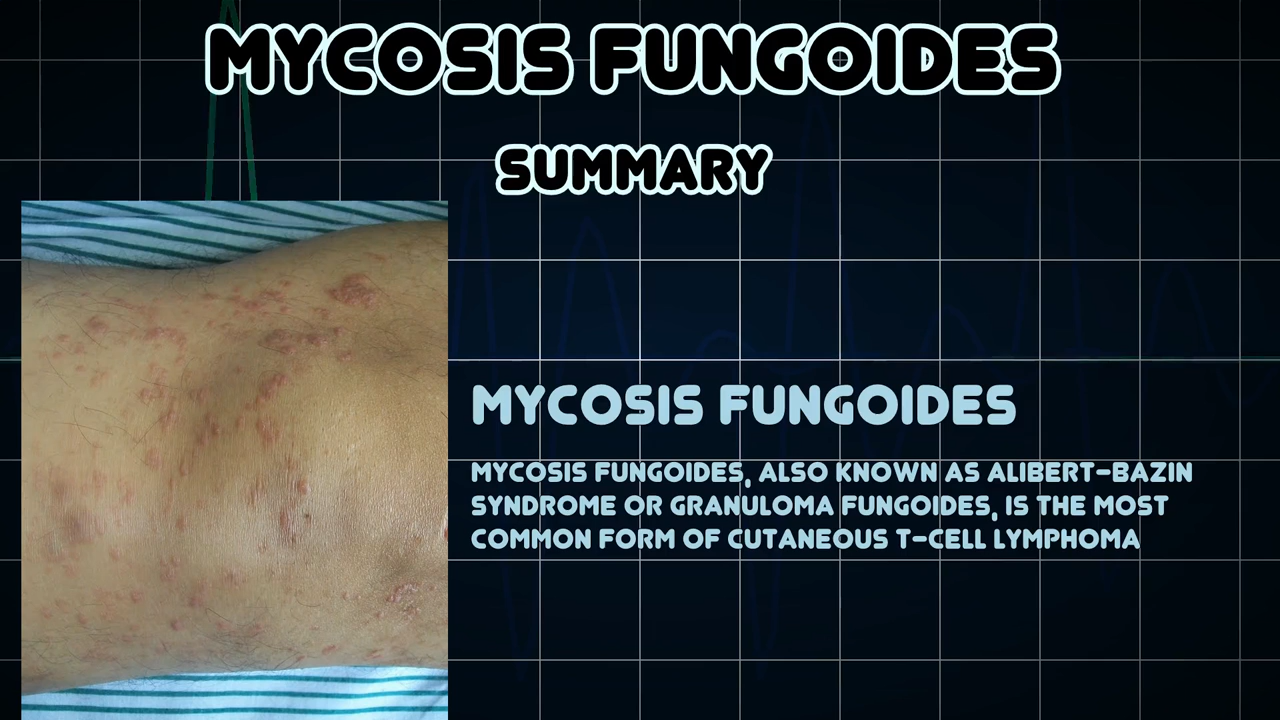 MYCOSIS FUNGOIDES
SUMMARY
MYCOSIS FUNGOIDES
MYCOSIS FUNGOIDES, ALSO KNOWN AS ALIBERT-BAZIN
SYNDROME OR GRANULOMA FUNGOIDES, IS THE MOST
COMMON FORM OF CUTANEOUS T-CELL LYMPHOMA